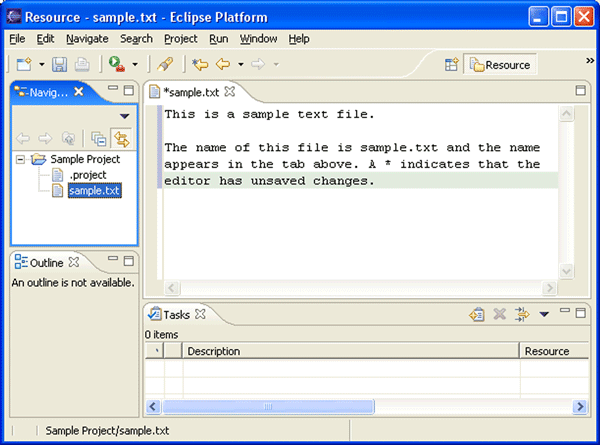 Resource - sample.txt - Eclipse Platform
File Edit Navigate Search Project Run Window Help
Resource
»
Navig...
Sample Project
.project
sample.txt
*sample.txt
This is a sample text file.
The name of this file is sample.txt and the name
appears in the tab above. A * indicates that the
editor has unsaved changes.
Outline
An outline is not available.
Tasks
0 items
Description Resource
Sample Project/sample.txt